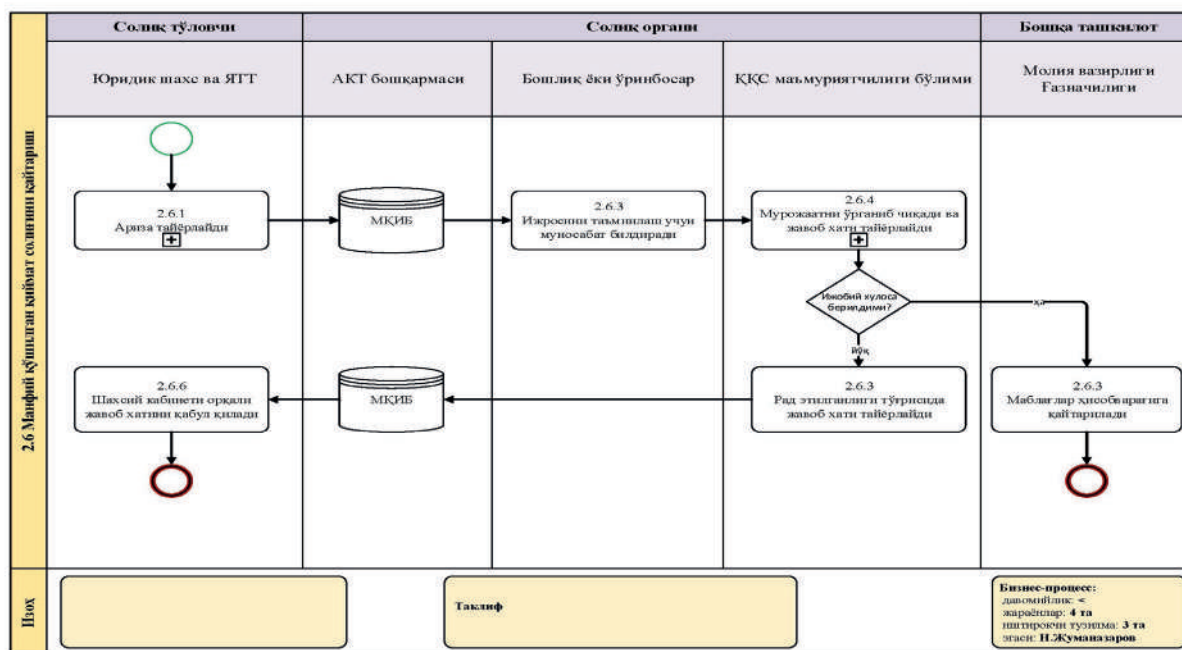 Солиқ тўловчи
Солиқ органи
Бошқа ташкилот
Юридик шахс ва ЯТТ
АКТ бошқармаси
Бошлиқ ёки ўринбосар
ҚҚС маъмуриятчилиги бўлими
Молия вазирлиги
Ғазначилиги
2.6 Манфий қўшилган қиймат солиғини қайтариш
2.6.1
Ариза тайёрлайди
МҚИБ
2.6.3
Ижросини таъминлаш учун
муносабат билдиради
2.6.4
Мурожаатни ўрганиб чиқади ва
жавоб хати тайёрлайди
Ижобий хулоса
берилдими?
ҳа
йўқ
2.6.6
Шахсий кабинети орқали
жавоб хатини қабул қилади
МҚИБ
2.6.3
Рад этилганлиги тўғрисида
жавоб хати тайёрлайди
2.6.3
Маблағлар ҳисобварағига
қайтарилади
Изоҳ
Таклиф
Бизнес-процесс:
давомийлик: <
жараёнлар: 4 та
иштирокчи тузилма: 3 та
эгаси: Н.Жуманазаров